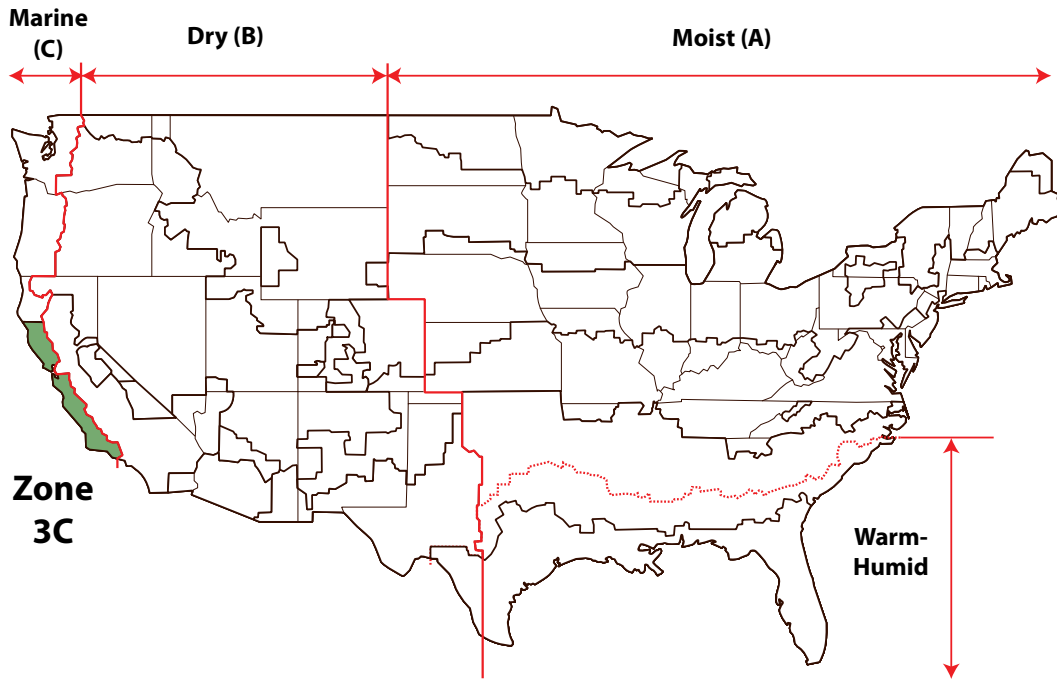 Marine
(C)
Dry (B)
Moist (A)
Zone
3C
Warm-
Humid